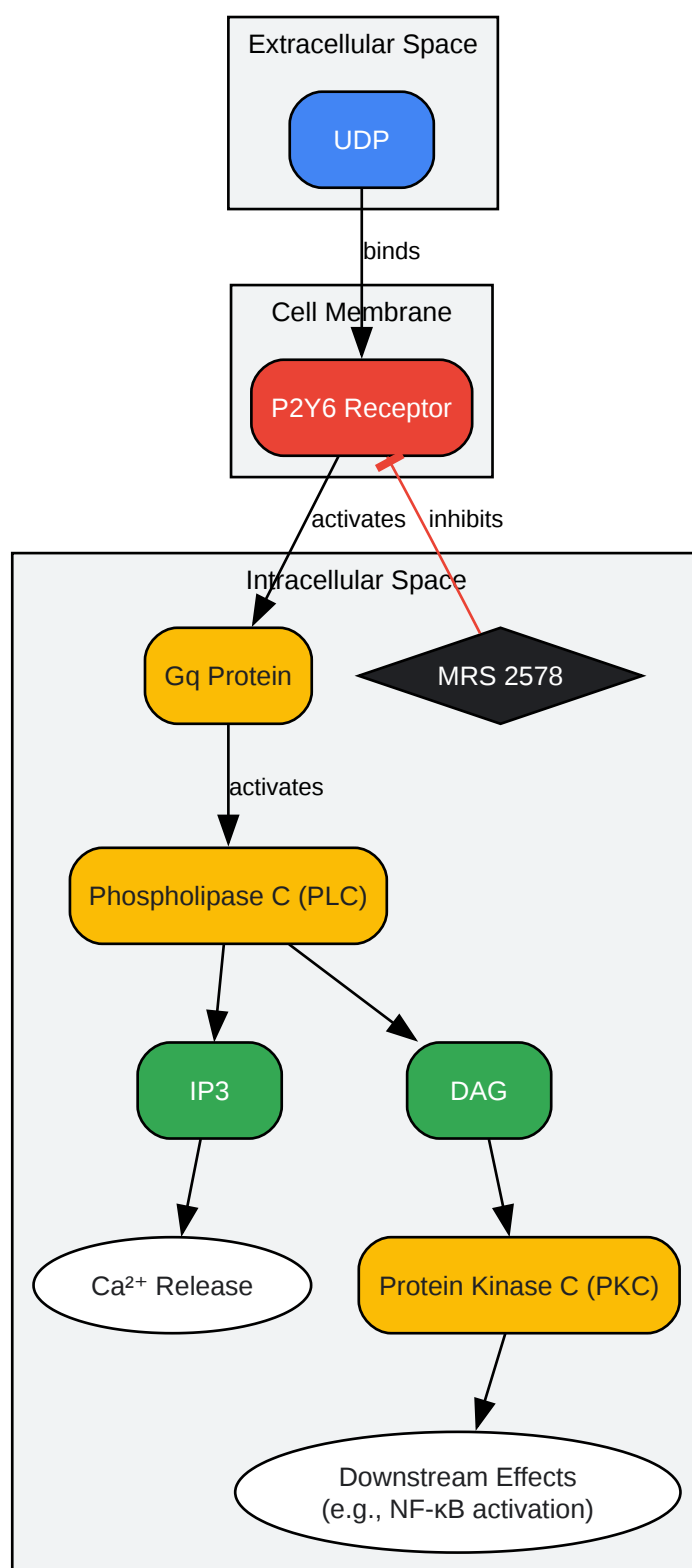 Extracellular Space
UDP
binds
Cell Membrane
P2Y6 Receptor
activates
inhibits
Intracellular Space
Gq Protein
MRS 2578
activates
Phospholipase C (PLC)
IP3
DAG
Ca²⁺ Release
Protein Kinase C (PKC)
Downstream Effects
(e.g., NF-κB activation)